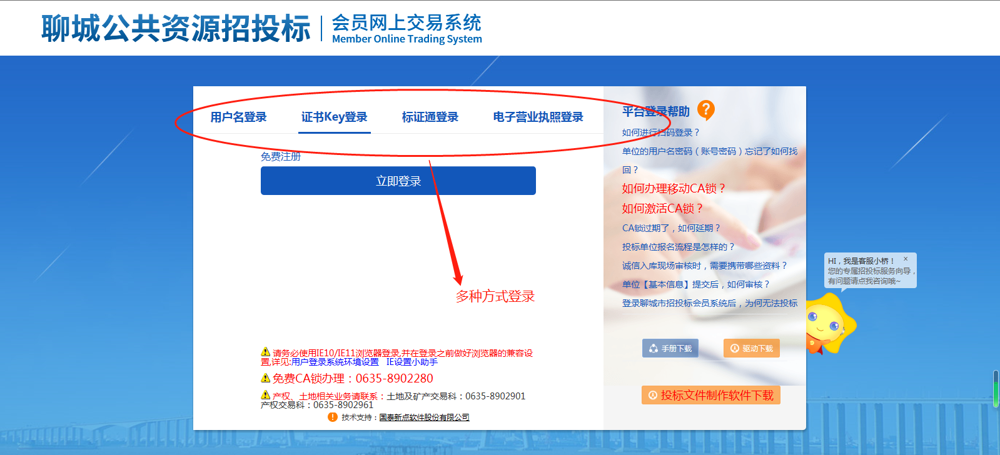 聊城公共资源招投标
会员网上交易系统
Member Online Trading System
用户名登录
证书Key登录
标证通登录
电子营业执照登录
免费注册
立即登录
多种方式登录
请务必使用IE10/IE11浏览器登录,并在登录之前做好浏览器的兼容设
置,详见:用户登录系统环境设置 IE设置小助手
免费CA锁办理：0635-8902280
产权、土地相关业务请联系：土地及矿产交易科：0635-8902901
产权交易科：0635-8902961
技术支持：国泰新点软件股份有限公司
平台登录帮助
如何进行扫码登录？
单位的用户名密码（账号密码）忘记了如何找
回？
如何办理移动CA锁？
如何激活CA锁？
CA锁过期了，如何延期？
投标单位报名流程是怎样的？
诚信入库现场审核时，需要携带哪些资料？
单位【基本信息】提交后，如何审核？
登录聊城市招投标会员系统后，为何无法投标
手册下载
驱动下载
投标文件制作软件下载
HI，我是客服小桥！
您的专属招投标服务向导，
有问题请点我咨询哦~